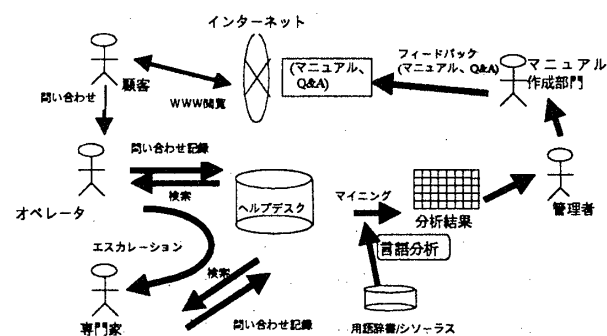 インターネット
フィードバック
(マニュアル、Q&A)
(マニュアル、
Q&A)
マニュアル
作成部門
顧客
WWW閲覧
問い合わせ
問い合わせ記録
検索
オペレータ
ヘルプデスク
マイニング
分析結果
管理者
言語分析
エスカレーション
検索
専門家
問い合わせ記録
用語辞書/シソーラス